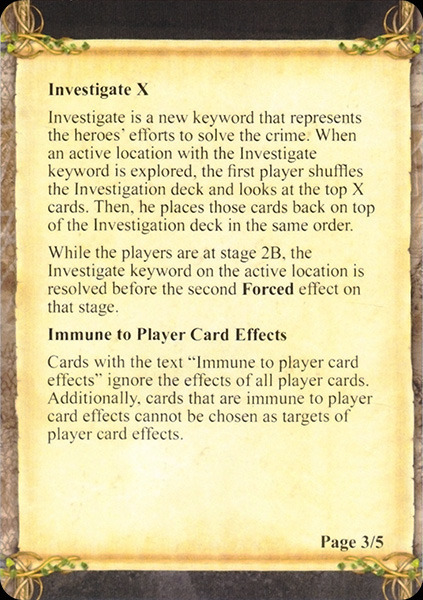 Investigate X
Investigate is a new keyword that represents
the heroes' efforts to solve the crime. When
an active location with the Investigate
keyword is explored, the first player shuffles
the Investigation deck and looks at the top X
cards. Then, he places those cards back on top
of the Investigation deck in the same order.
While the players are at stage 2B, the
Investigate keyword on the active location is
resolved before the second Forced effect on
that stage.
Immune to Player Card Effects
Cards with the text “Immune to player card
effects” ignore the effects of all player cards.
Additionally, cards that are immune to player
card effects cannot be chosen as targets of
player card effects.
Page 3/5